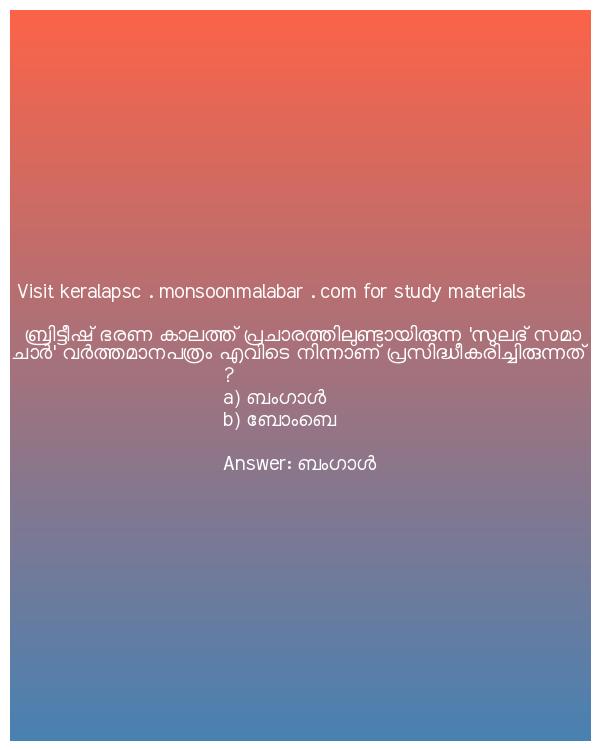 Visit keralapsc . monsoonmalabar . com for study materials
ബ്രിട്ടീഷ് ഭരണ കാലത്ത് പ്രചാരത്തിലുണ്ടായിരുന്ന 'സുലഭ് സമാ
ചാർ' വർത്തമാനപത്രം എവിടെ നിന്നാണ് പ്രസിദ്ധീകരിച്ചിരുന്നത്
?
a) ബംഗാൾ
b) ബോംബെ
Answer: ബംഗാൾ